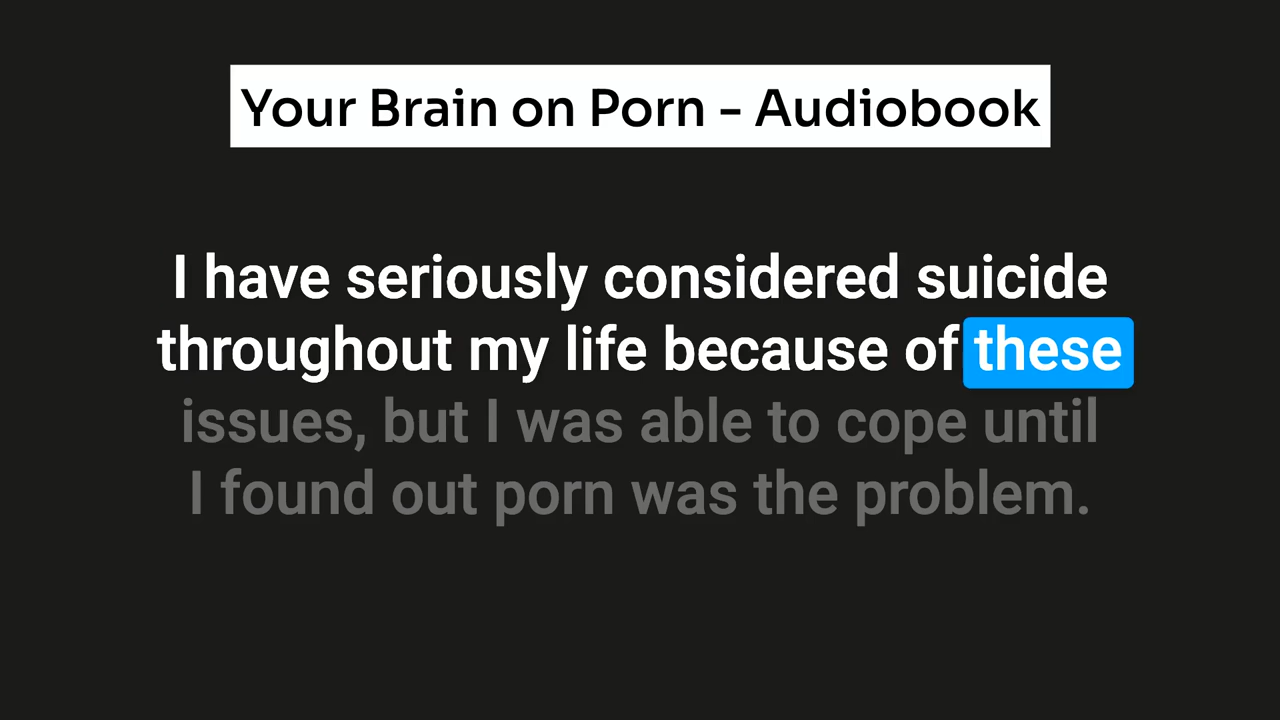 Your Brain on Porn - Audiobook
I have seriously considered suicide
throughout my life because of these
issues, but I was able to cope until
I found out porn was the problem.